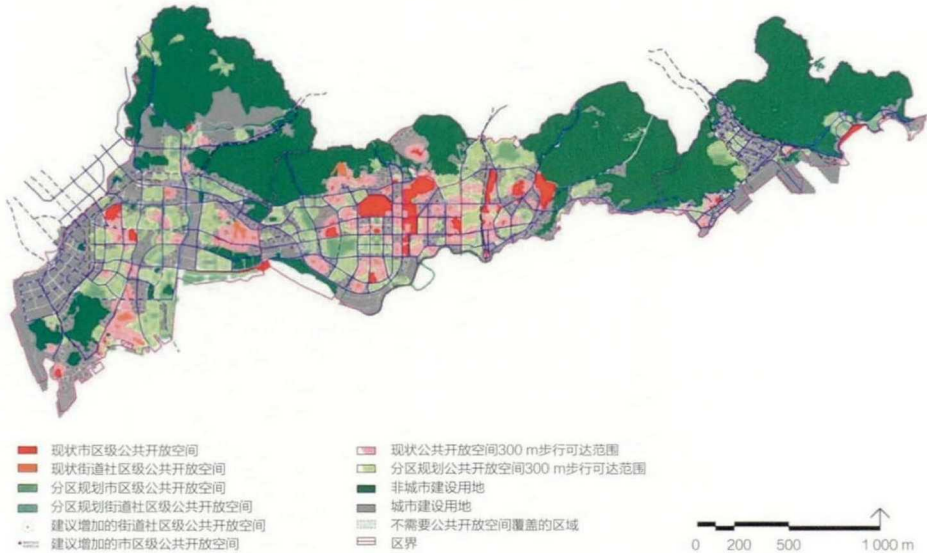 现状市区级公共开放空间
现状街道社区级公共开放空间
分区规划市区级公共开放空间
分区规划街道社区级公共开放空间
建议增加的街道社区级公共开放空间
建议增加的市区级公共开放空间
现状公共开放空间300 m步行可达范围
分区规划公共开放空间300 m步行可达范围
非城市建设用地
城市建设用地
不需要公共开放空间覆盖的区域
区界
0 200 500 1 000 m